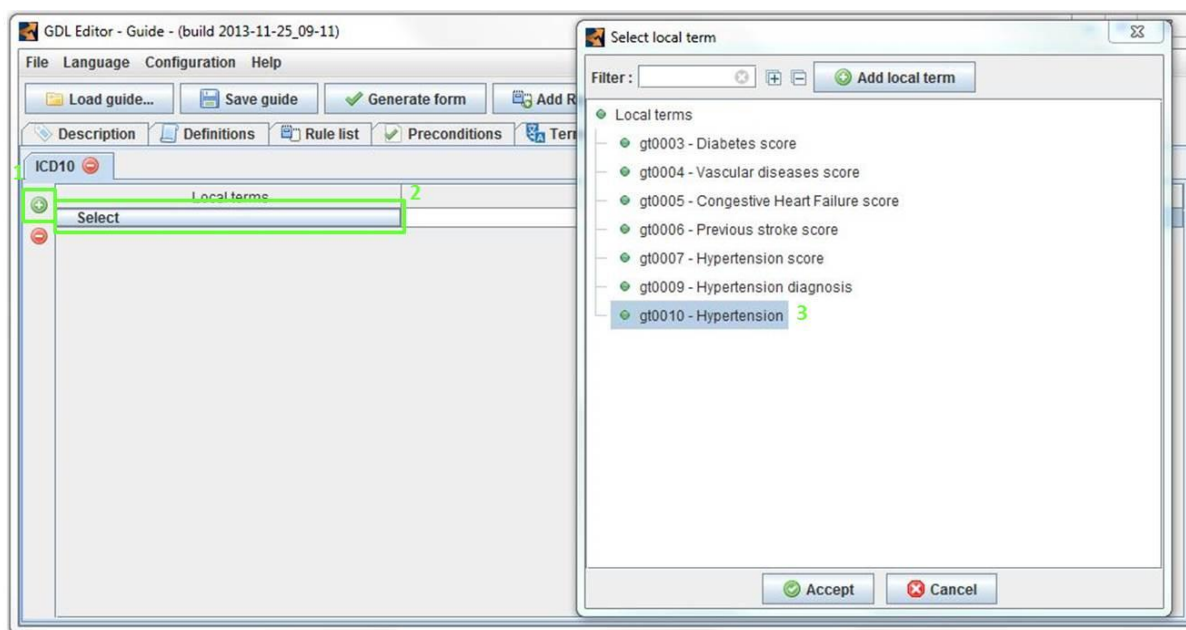 GDL Editor - Guide - (build 2013-11-25_09-11)
File Language Configuration Help
Load guide... Save guide Generate form Add R
Description Definitions Rule list Preconditions Ter
ICD10
1
Local terms 2
Select
Select local term
Filter : Add local term
Local terms
gt0003 - Diabetes score
gt0004 - Vascular diseases score
gt0005 - Congestive Heart Failure score
gt0006 - Previous stroke score
gt0007 - Hypertension score
gt0009 - Hypertension diagnosis
gt0010 - Hypertension 3
Accept Cancel